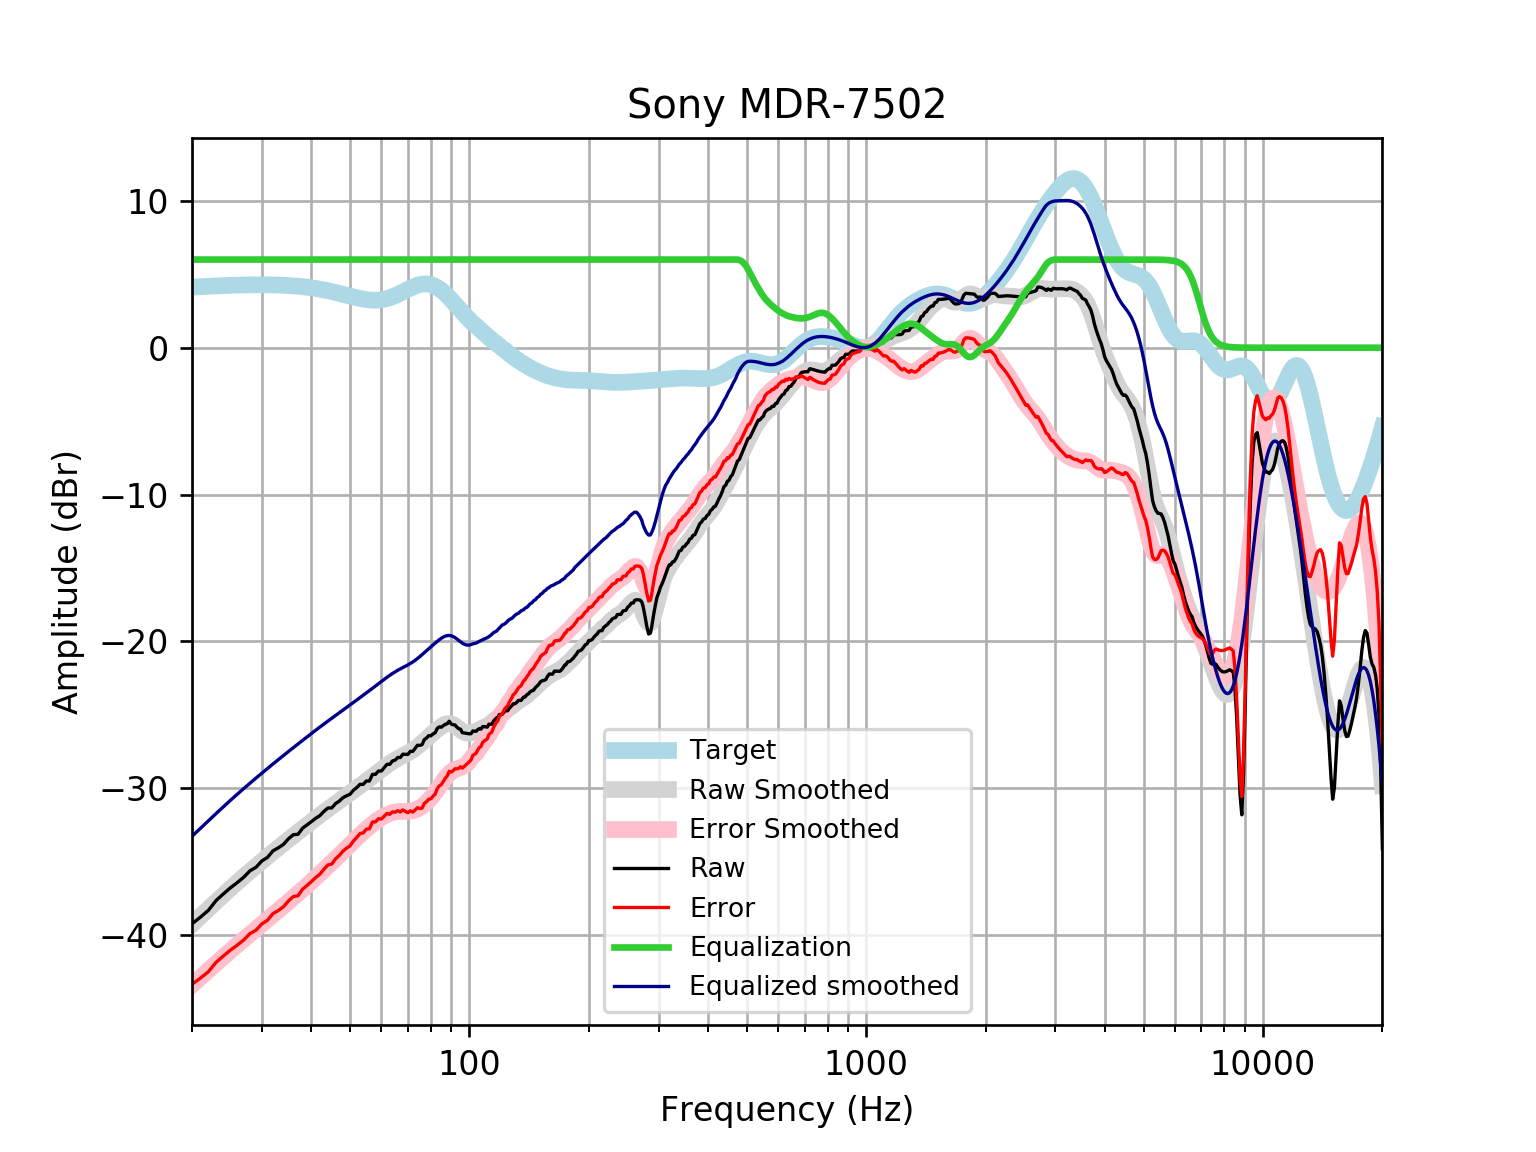 Sony MDR-7502
10
0
−10
−20
−30
−40
Amplitude (dBr)
Target
Raw Smoothed
Error Smoothed
Raw
Error
Equalization
Equalized smoothed
100 1000 10000
Frequency (Hz)